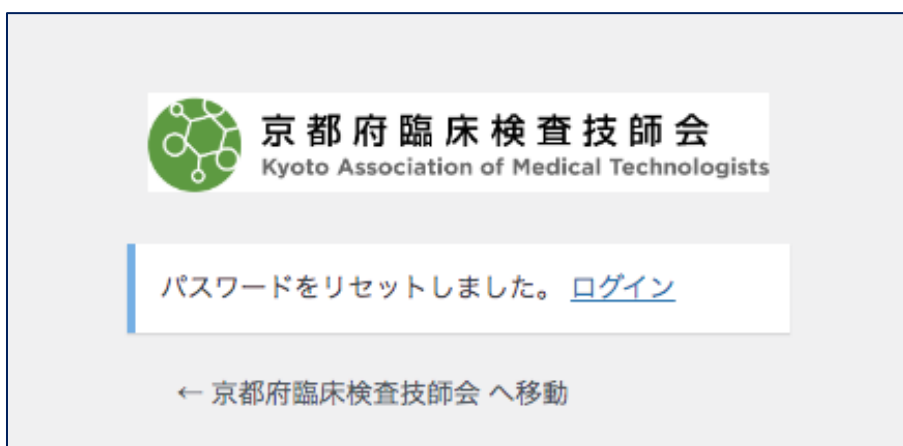 京都府臨床検査技師会
Kyoto Association of Medical Technologists
パスワードをリセットしました。 ログイン
← 京都府臨床検査技師会 へ移動